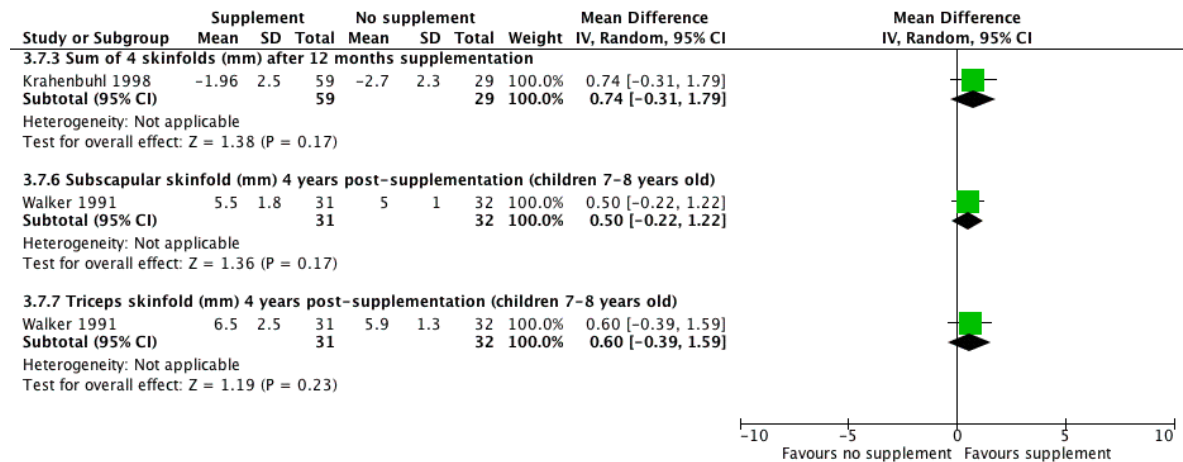 Supplement No supplement Mean Difference Mean Difference
Study or Subgroup Mean SD Total Mean SD Total Weight IV, Random, 95% CI IV, Random, 95% CI
3.7.3 Sum of 4 skinfolds (mm) after 12 months supplementation
Krahenbuhl 1998 −1.96 2.5 59 −2.7 2.3 29 100.0% 0.74 [−0.31, 1.79]
Subtotal (95% CI) 59 29 100.0% 0.74 [−0.31, 1.79]
Heterogeneity: Not applicable
Test for overall effect: Z = 1.38 (P = 0.17)
3.7.6 Subscapular skinfold (mm) 4 years post−supplementation (children 7−8 years old)
Walker 1991 5.5 1.8 31 5 1 32 100.0% 0.50 [−0.22, 1.22]
Subtotal (95% CI) 31 32 100.0% 0.50 [−0.22, 1.22]
Heterogeneity: Not applicable
Test for overall effect: Z = 1.36 (P = 0.17)
3.7.7 Triceps skinfold (mm) 4 years post−supplementation (children 7−8 years old)
Walker 1991 6.5 2.5 31 5.9 1.3 32 100.0% 0.60 [−0.39, 1.59]
Subtotal (95% CI) 31 32 100.0% 0.60 [−0.39, 1.59]
Heterogeneity: Not applicable
Test for overall effect: Z = 1.19 (P = 0.23)
−10 −5 0 5 10
Favours no supplement Favours supplement